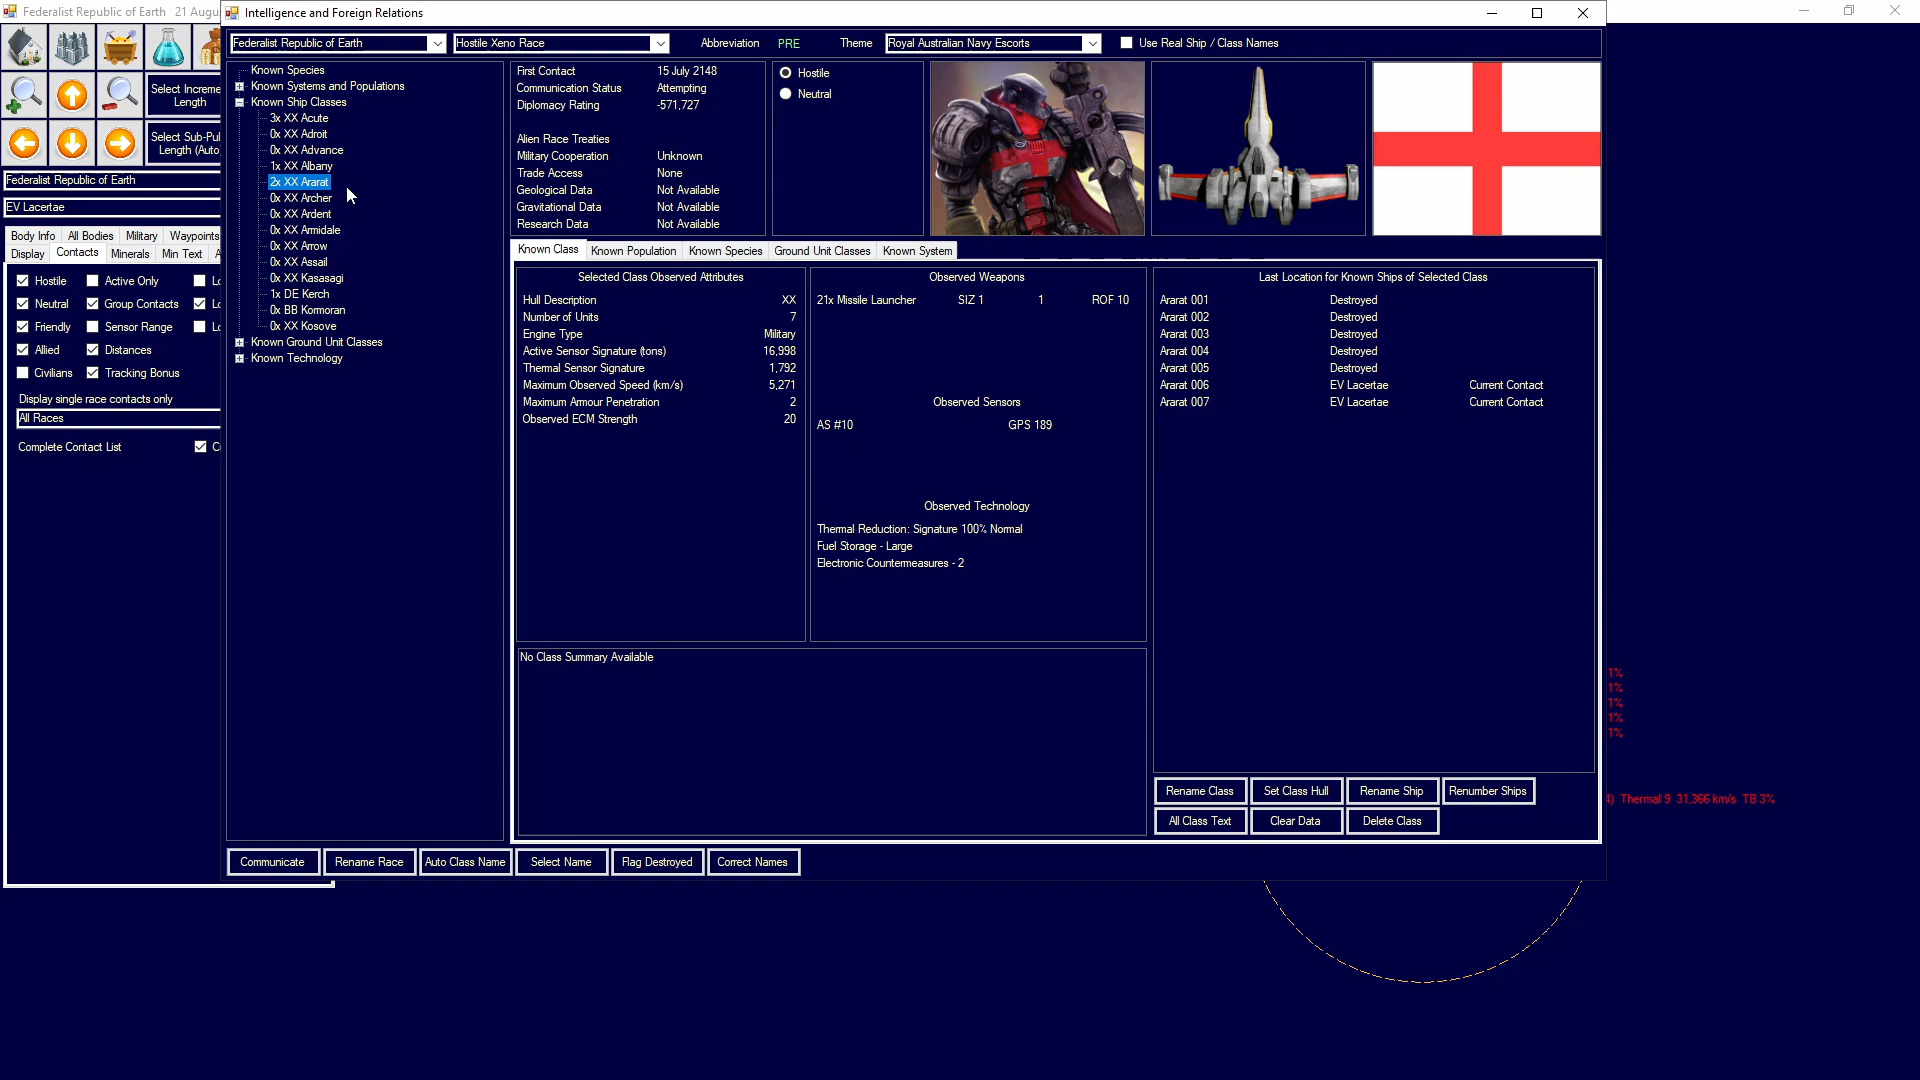 Federalist Republic of Earth 21 Augu
Intelligence and Foreign Relations
Federalist Republic of Earth
Hostile Xeno Race
Abbreviation PRE
Theme
Royal Australian Navy Escorts
Use Real Ship / Class Names
Select Increme
Length
Select Sub-Pul
Length (Auto)
Federalist Republic of Earth
EV Lacertae
Body Info All Bodies Military Waypoints
Display Contacts Minerals Min Text
Hostile Active Only
Neutral Group Contacts
Friendly Sensor Range
Allied Distances
Civilians Tracking Bonus
Display single race contacts only
All Races
Complete Contact List
Known Species
Known Systems and Populations
Known Ship Classes
3x XX Acute
0x XX Adroit
0x XX Advance
1x XX Albany
2x XX Ararat
0x XX Archer
0x XX Ardent
0x XX Armidale
0x XX Arrow
0x XX Assail
0x XX Kasasagi
1x DE Kerch
0x BB Kormoran
0x XX Kosove
Known Ground Unit Classes
Known Technology
First Contact 15 July 2148
Communication Status Attempting
Diplomacy Rating -571,727
Alien Race Treaties
Military Cooperation Unknown
Trade Access None
Geological Data Not Available
Gravitational Data Not Available
Research Data Not Available
Hostile
Neutral
Known Class Known Population Known Species Ground Unit Classes Known System
Selected Class Observed Attributes
Hull Description XX
Number of Units 7
Engine Type Military
Active Sensor Signature (tons) 16,998
Thermal Sensor Signature 1,792
Maximum Observed Speed (km/s) 5,271
Maximum Armour Penetration 2
Observed ECM Strength 20
Observed Weapons
21x Missile Launcher SIZ 1 1 ROF 10
Observed Sensors
AS #10 GPS 189
Observed Technology
Thermal Reduction: Signature 100% Normal
Fuel Storage - Large
Electronic Countermeasures - 2
Last Location for Known Ships of Selected Class
Ararat 001 Destroyed
Ararat 002 Destroyed
Ararat 003 Destroyed
Ararat 004 Destroyed
Ararat 005 Destroyed
Ararat 006 EV Lacertae Current Contact
Ararat 007 EV Lacertae Current Contact
No Class Summary Available
Rename Class Set Class Hull Rename Ship Renumber Ships
All Class Text Clear Data Delete Class
Communicate Rename Race Auto Class Name Select Name Flag Destroyed Correct Names
1%
1%
1%
1%
1%
4) Thermal 9 31,366 km/s TB 3%